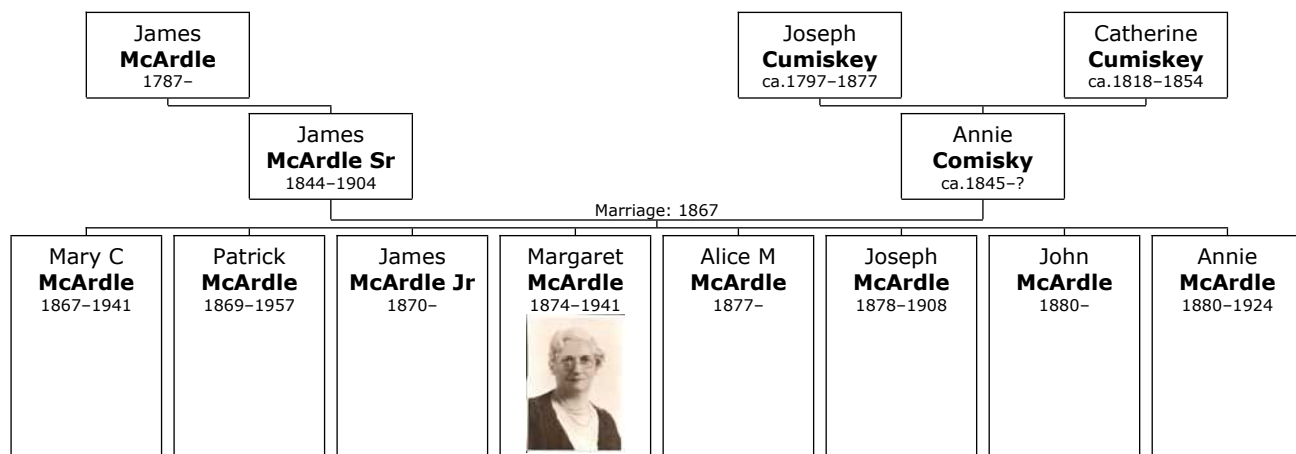 James
McArdle
1787–
Joseph
Cumiskey
ca.1797–1877
Catherine
Cumiskey
ca.1818–1854
James
McArdle Sr
1844–1904
Annie
Comisky
ca.1845–?
Marriage: 1867
Mary C
McArdle
1867–1941
Patrick
McArdle
1869–1957
James
McArdle Jr
1870–
Margaret
McArdle
1874–1941
Alice M
McArdle
1877–
Joseph
McArdle
1878–1908
John
McArdle
1880–
Annie
McArdle
1880–1924